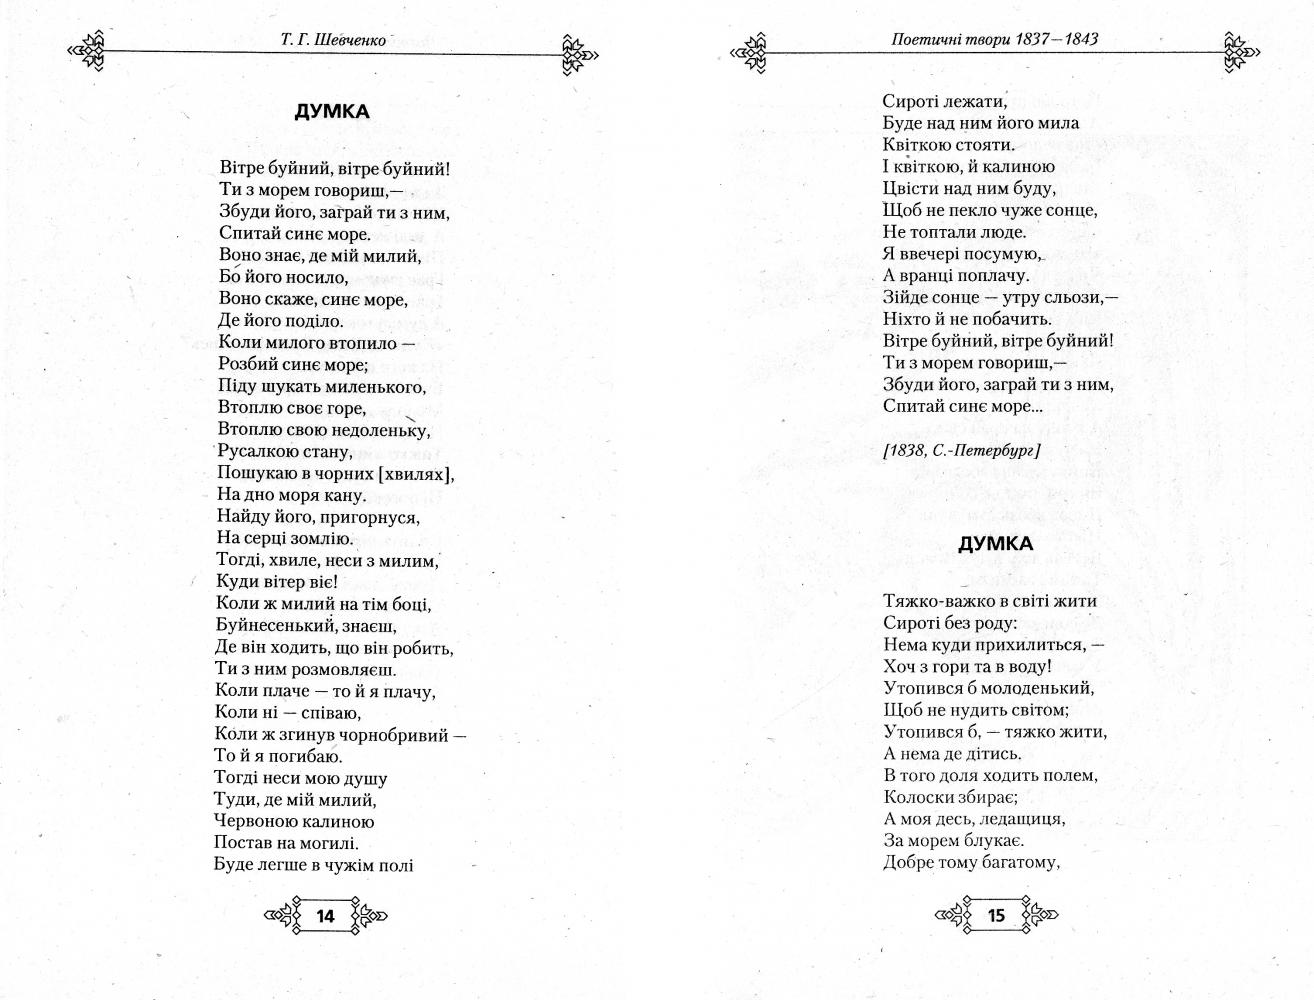 Т. Г. Шевченко
ДУМКА
Вітре буйний, вітре буйний!
Ти з морем говориш,—
Збуди його, заграй ти з ним,
Спитай синє море.
Воно знає, де мій милий,
Бо його носило,
Воно скаже, синє море,
Де його поділо.
Коли милого втопило —
Розбий синє море;
Піду шукать миленького,
Втоплю своє горе,
Втоплю свою недоленьку,
Русалкою стану,
Пошукаю в чорних [хвилях],
На дно моря кану.
Найду його, пригорнуся,
На серці зомлію.
Тогді, хвиле, неси з милим,
Куди вітер віє!
Коли ж милий на тім боці,
Буйнесенький, знаєш,
Де він ходить, що він робить,
Ти з ним розмовляєш.
Коли плаче — то й я плачу,
Коли ні — співаю,
Коли ж згинув чорнобривий —
То й я погибаю.
Тогді неси мою душу
Туди, де мій милий,
Червоною калиною
Постав на могилі.
Буде легше в чужім полі
14
Поетичні твори 1837—1843
Сироті лежати,
Буде над ним його мила
Квіткою стояти.
І квіткою, й калиною
Цвісти над ним буду,
Щоб не пекло чуже сонце,
Не топтали люде.
Я ввечері посумую,
А вранці поплачу.
Зійде сонце — утру сльози,—
Ніхто й не побачить.
Вітре буйний, вітре буйний!
Ти з морем говориш,—
Збуди його, заграй ти з ним,
Спитай синє море...
[1838, С.-Петербург]
ДУМКА
Тяжко-важко в світі жити
Сироті без роду:
Нема куди прихилиться, —
Хоч з гори та в воду!
Утопився б молоденький,
Щоб не нудить світом;
Утопився б, — тяжко жити,
А нема де дітись.
В того доля ходить полем,
Колоски збирає;
А моя десь, ледащиця,
За морем блукає.
Добре тому багатому,
15